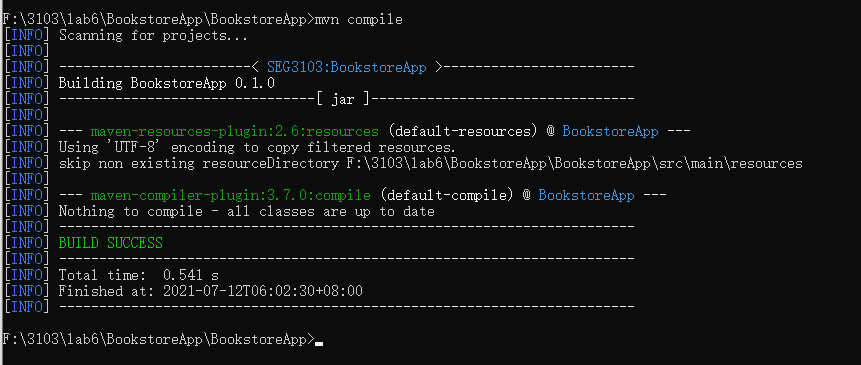 F:\3103\lab6\BookstoreApp\BookstoreApp>mvn compile
[INFO] Scanning for projects...
[INFO]
[INFO] ------------------------< SEG3103:BookstoreApp >------------------------
[INFO] Building BookstoreApp 0.1.0
[INFO] --------------------------------[ jar ]---------------------------------
[INFO]
[INFO] --- maven-resources-plugin:2.6:resources (default-resources) @ BookstoreApp ---
[INFO] Using 'UTF-8' encoding to copy filtered resources.
[INFO] skip non existing resourceDirectory F:\3103\lab6\BookstoreApp\BookstoreApp\src\main\resources
[INFO]
[INFO] --- maven-compiler-plugin:3.7.0:compile (default-compile) @ BookstoreApp ---
[INFO] Nothing to compile - all classes are up to date
[INFO] ------------------------------------------------------------------------
[INFO] BUILD SUCCESS
[INFO] ------------------------------------------------------------------------
[INFO] Total time:  0.541 s
[INFO] Finished at: 2021-07-12T06:02:30+08:00
[INFO] ------------------------------------------------------------------------
F:\3103\lab6\BookstoreApp\BookstoreApp>